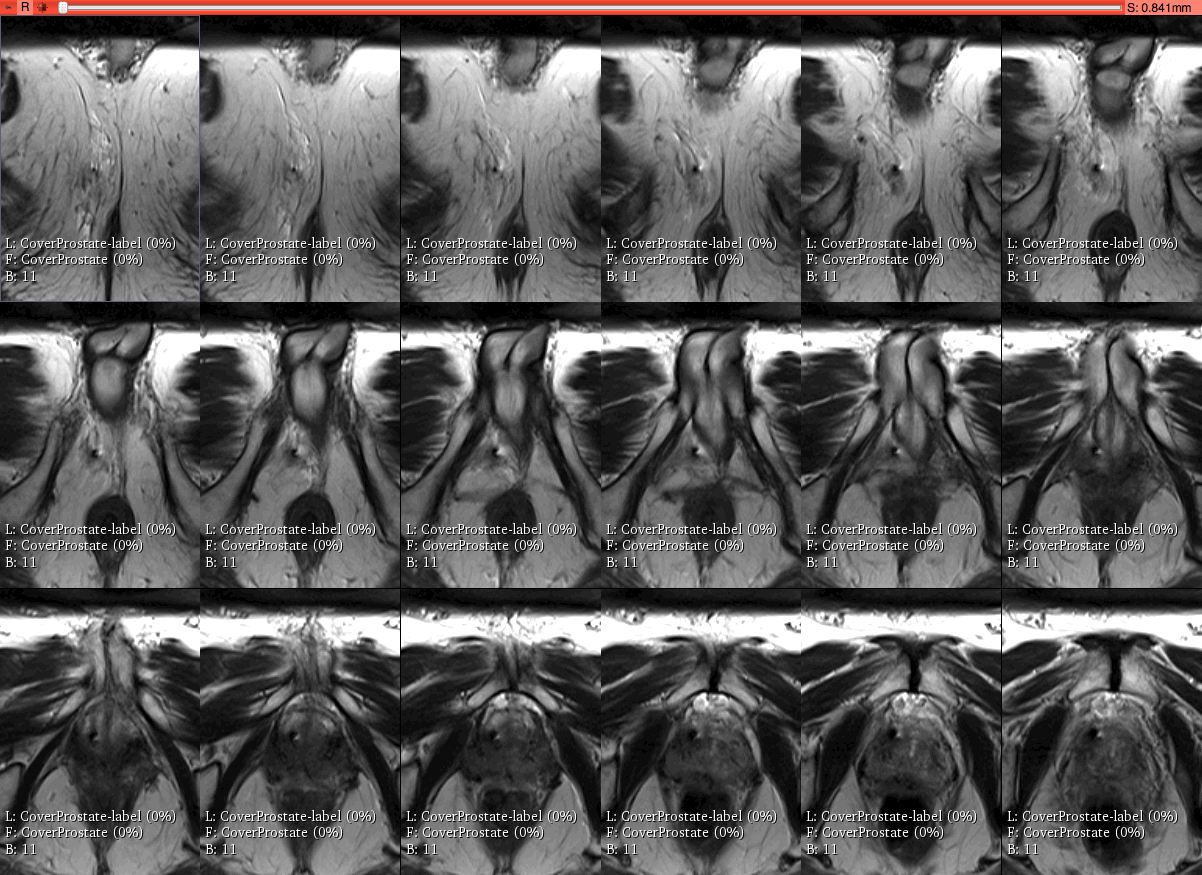 R S: 0.841mm
L: CoverProstate-label (0%)
F: CoverProstate (0%)
B: 11
L: CoverProstate-label (0%)
F: CoverProstate (0%)
B: 11
L: CoverProstate-label (0%)
F: CoverProstate (0%)
B: 11
L: CoverProstate-label (0%)
F: CoverProstate (0%)
B: 11
L: CoverProstate-label (0%)
F: CoverProstate (0%)
B: 11
L: CoverProstate-label (0%)
F: CoverProstate (0%)
B: 11
L: CoverProstate-label (0%)
F: CoverProstate (0%)
B: 11
L: CoverProstate-label (0%)
F: CoverProstate (0%)
B: 11
L: CoverProstate-label (0%)
F: CoverProstate (0%)
B: 11
L: CoverProstate-label (0%)
F: CoverProstate (0%)
B: 11
L: CoverProstate-label (0%)
F: CoverProstate (0%)
B: 11
L: CoverProstate-label (0%)
F: CoverProstate (0%)
B: 11
L: CoverProstate-label (0%)
F: CoverProstate (0%)
B: 11
L: CoverProstate-label (0%)
F: CoverProstate (0%)
B: 11
L: CoverProstate-label (0%)
F: CoverProstate (0%)
B: 11
L: CoverProstate-label (0%)
F: CoverProstate (0%)
B: 11
L: CoverProstate-label (0%)
F: CoverProstate (0%)
B: 11
L: CoverProstate-label (0%)
F: CoverProstate (0%)
B: 11